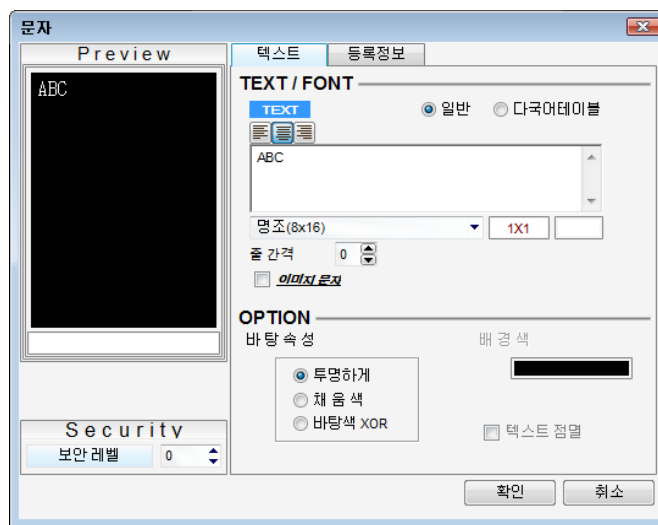 문자
Preview
ABC
Security
보안 레벨 0
텍스트 등록정보
TEXT / FONT
TEXT 일반 다국어테이블
ABC
명조(8x16) 1X1
줄 간격 0
이미지 문자
OPTION
바탕 속성 배 경 색
투명하게
채 움 색
바탕색 XOR
텍스트 점멸
확인 취소